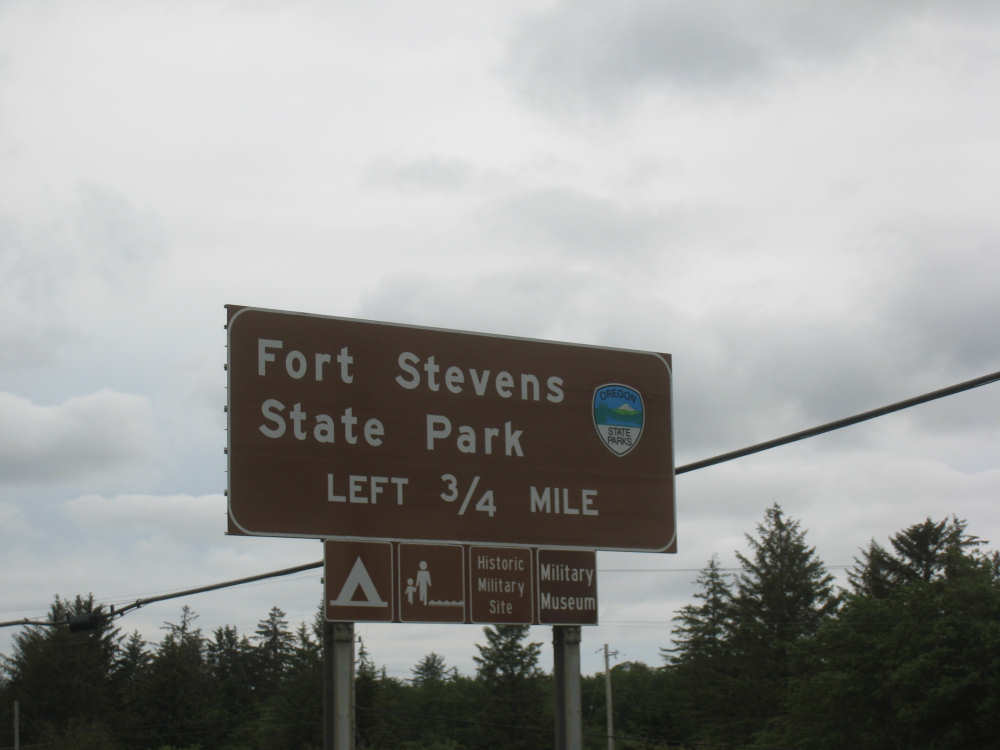 Fort Stevens
State Park
LEFT 3/4 MILE
OREGON
STATE
PARKS
Historic
Military
Site
Military
Museum